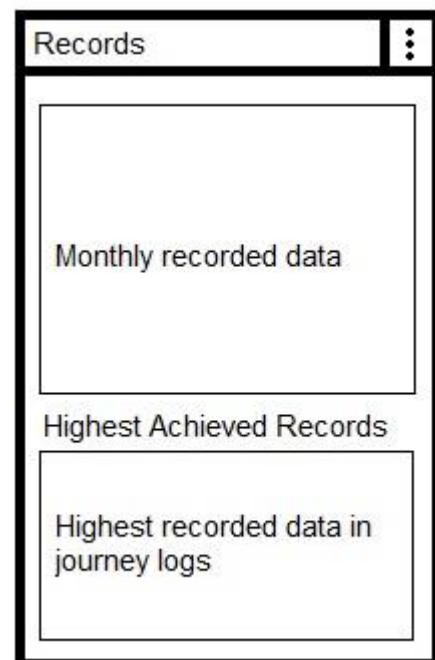 Records
Monthly recorded data
Highest Achieved Records
Highest recorded data in
journey logs